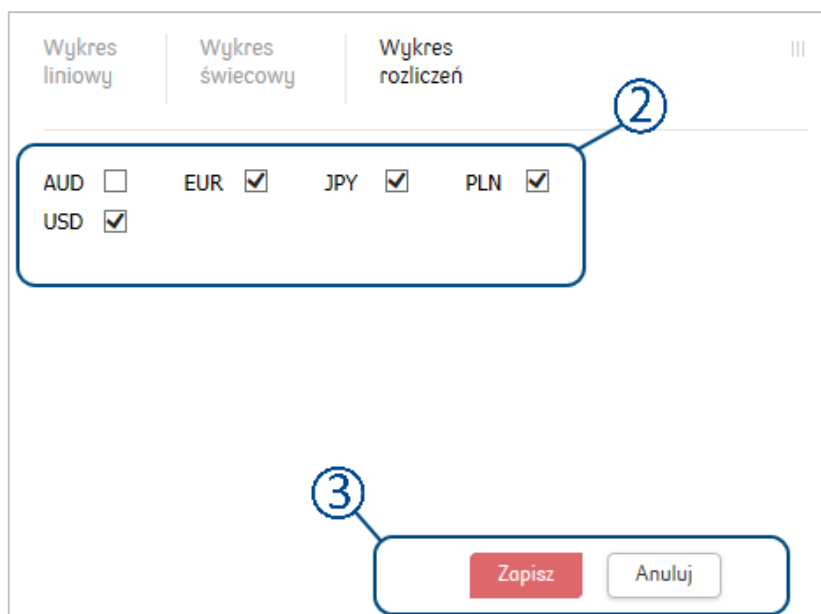 Wykres Wykres Wykres
liniowy świecowy rozliczeń
2
AUD EUR JPY PLN
USD
3
Zapisz Anuluj